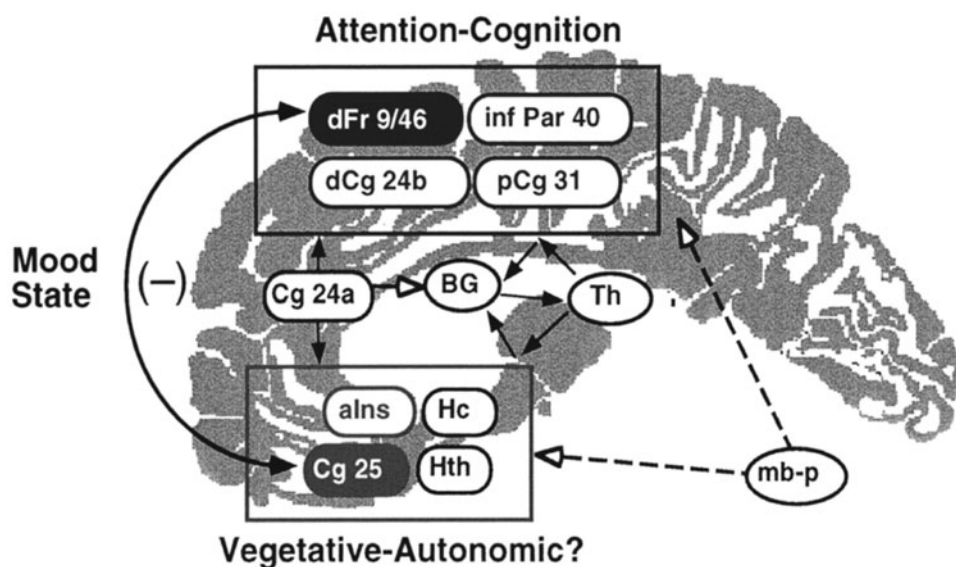 Attention-Cognition
dFr 9/46
inf Par 40
dCg 24b
pCg 31
Mood
State
(–)
Cg 24a
BG
Th
aIns
Hc
Cg 25
Hth
mb-p
Vegetative-Autonomic?